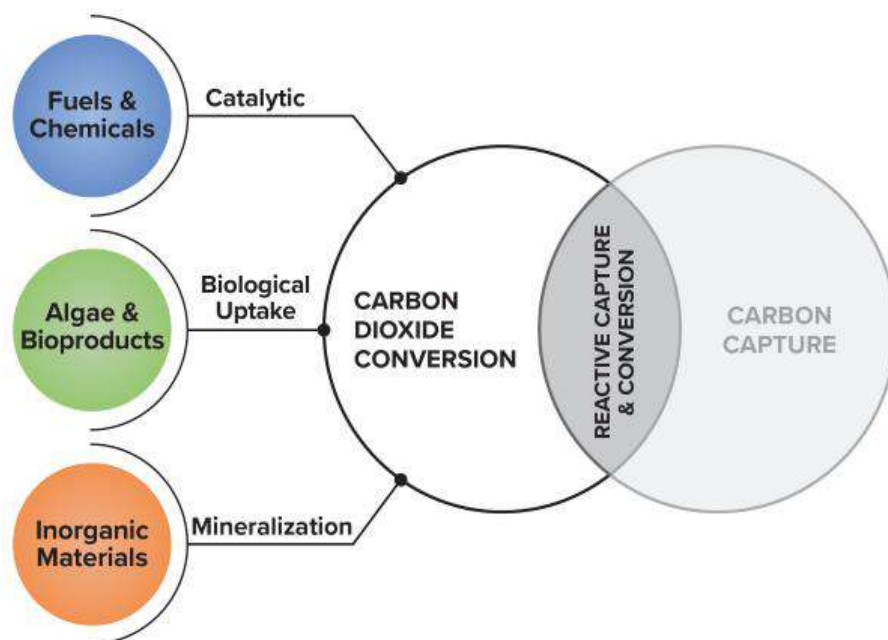 Fuels &
Chemicals
Catalytic
Algae &
Bioproducts
Biological
Uptake
Inorganic
Materials
Mineralization
CARBON
DIOXIDE
CONVERSION
REACTIVE CAPTURE
& CONVERSION
CARBON
CAPTURE